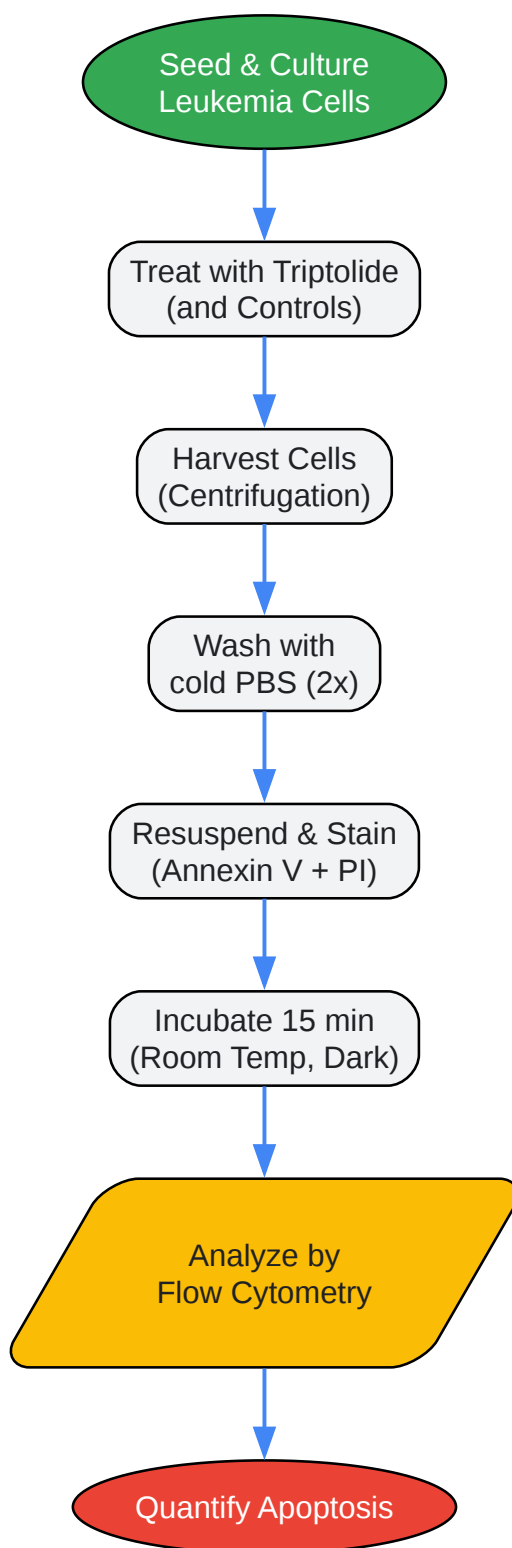 Seed & Culture
Leukemia Cells
Treat with Triptolide
(and Controls)
Harvest Cells
(Centrifugation)
Wash with
cold PBS (2x)
Resuspend & Stain
(Annexin V + PI)
Incubate 15 min
(Room Temp, Dark)
Analyze by
Flow Cytometry
Quantify Apoptosis